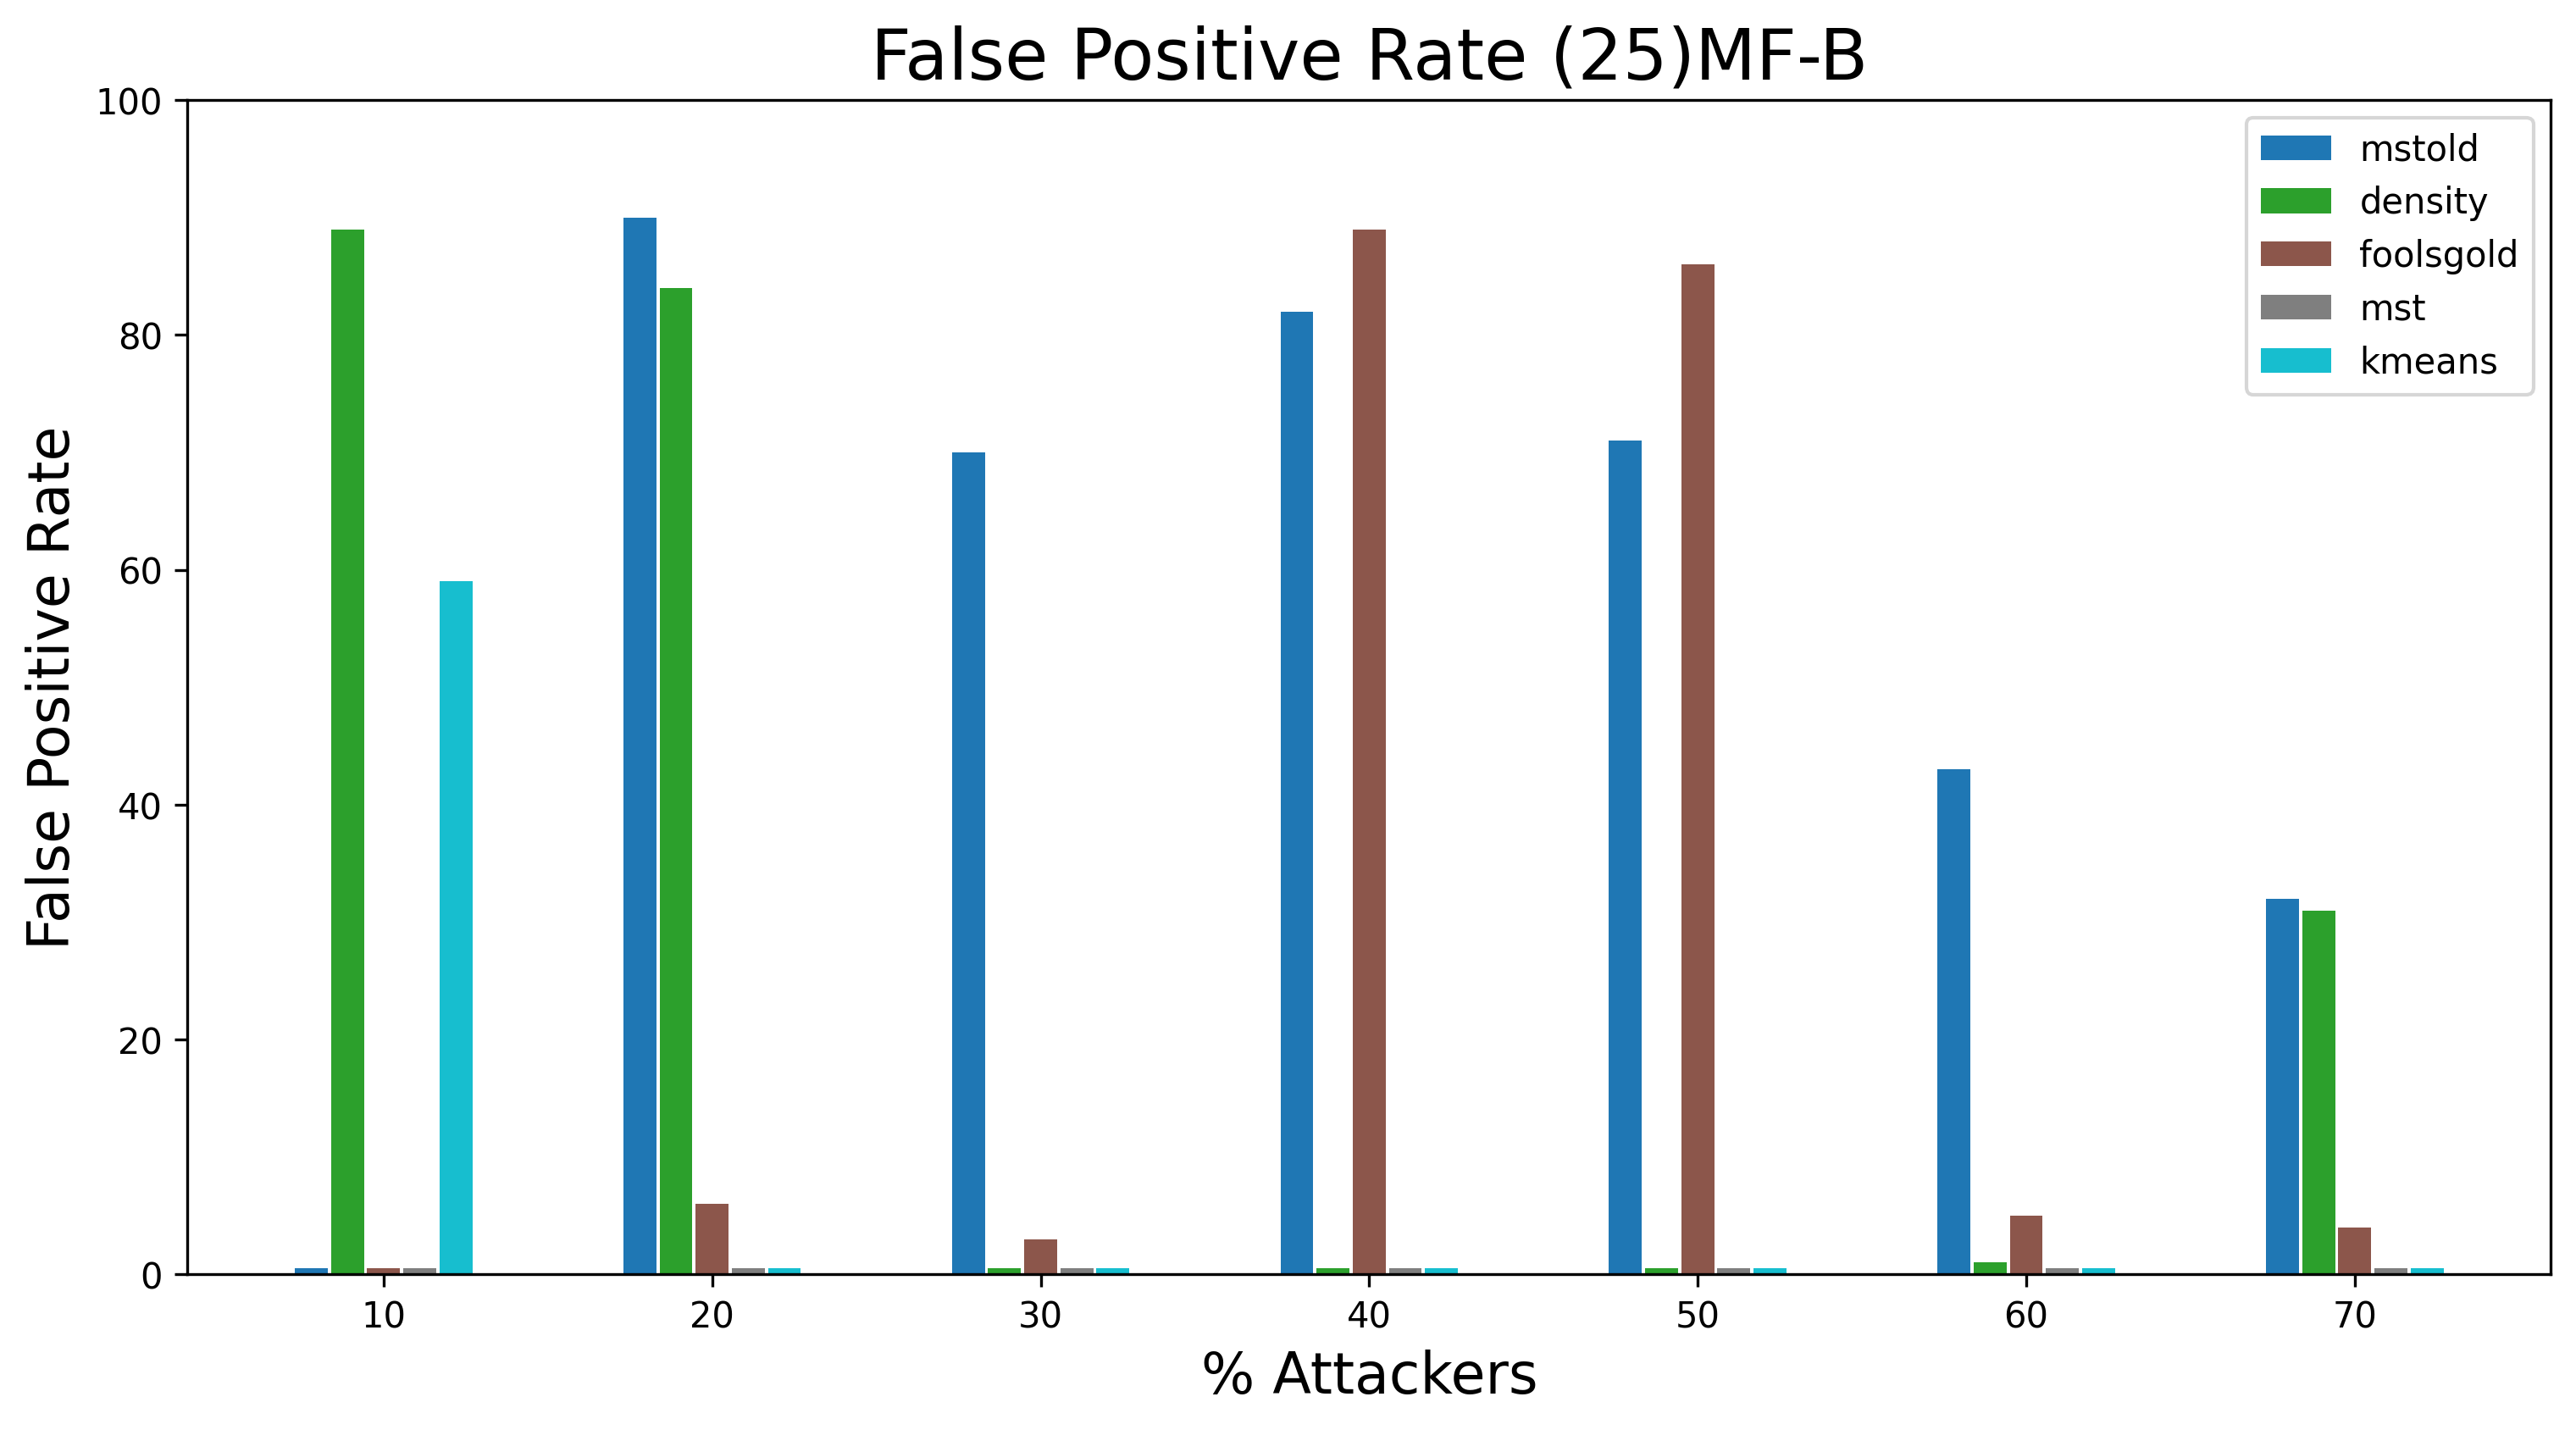 False Positive Rate (25)MF-B
False Positive Rate
100
80
60
40
20
0
mstold
density
foolsgold
mst
kmeans
10 20 30 40 50 60 70
% Attackers